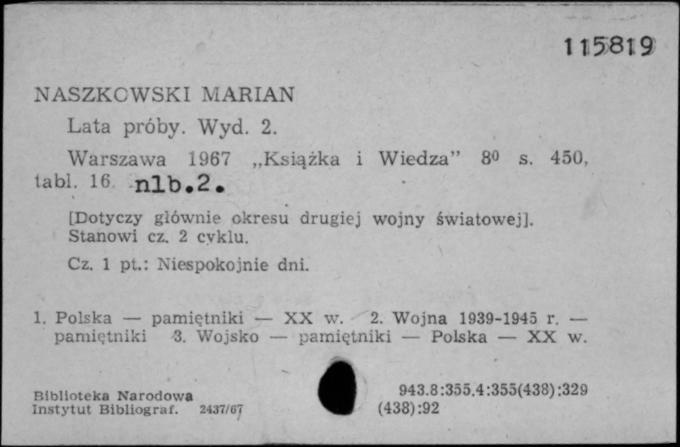 115819
NASZKOWSKI MARIAN
Lata próby. Wyd. 2.
Warszawa 1967 „Książka i Wiedza” 8⁰ s. 450,
tabl. 16 nlb.2.
[Dotyczy głównie okresu drugiej wojny światowej].
Stanowi cz. 2 cyklu.
Cz. 1 pt.: Niespokojnie dni.
1. Polska — pamiętniki — XX w. 2. Wojna 1939-1945 r. —
pamiętniki 3. Wojsko — pamiętniki — Polska — XX w.
Biblioteka Narodowa
Instytut Bibliograf. 2437/67
943.8:355.4:355(438):329
(438):92